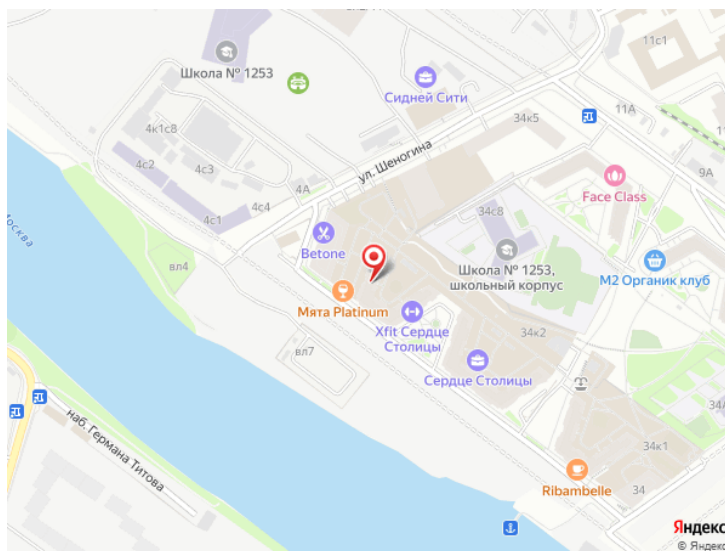 11с1
Школа № 1253
Сидней Сити
11А
34к5
4к1с8
ул. Шеногина
4с2
4с3
9А
4А
Face Class
4с1
4с4
34с8
Москва
Betone
Школа № 1253,
школьный корпус
вл4
М2 Органик клуб
Мята Platinum
Xfit Сердце
Столицы
34к2
вл7
Сердце Столицы
наб. Германа Титова
34к1
Ribambelle
34
Яндекс
© Яндекс